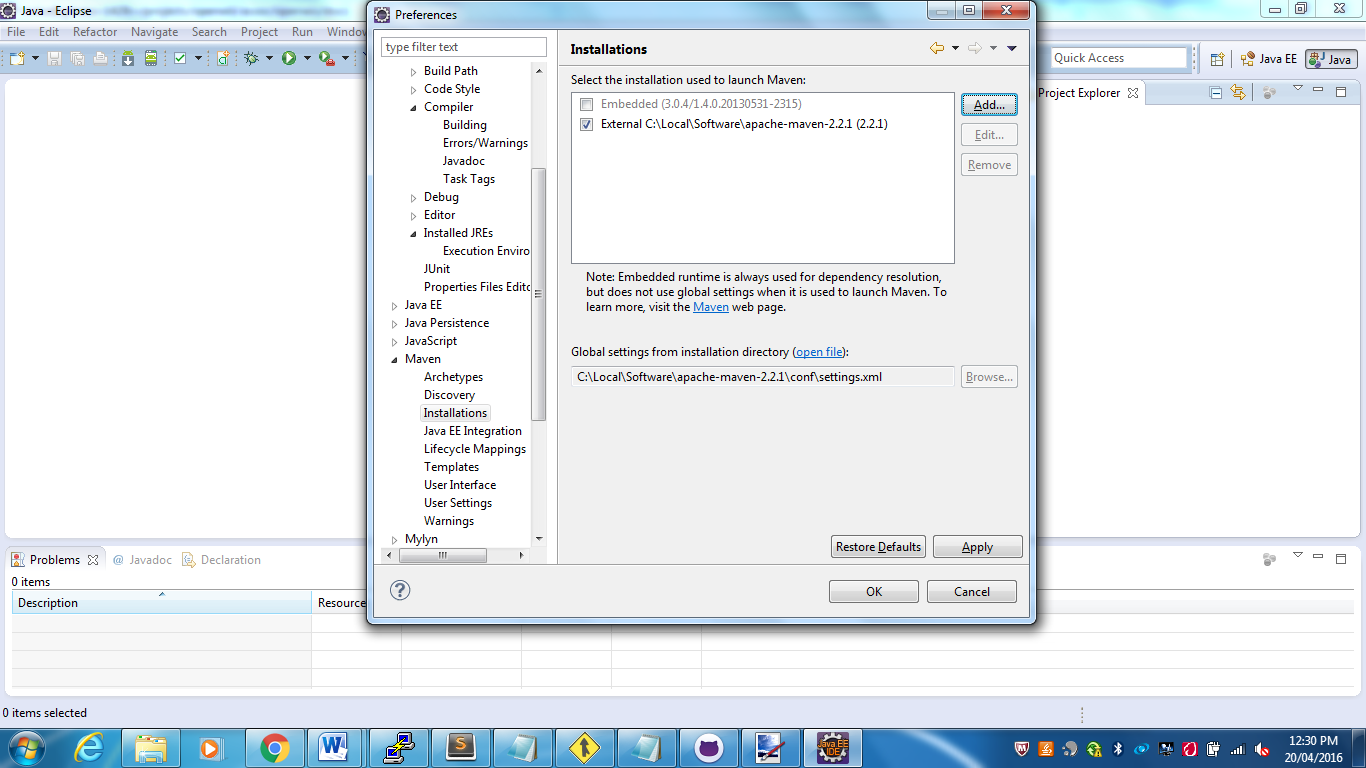 Java - Eclipse
File Edit Refactor Navigate Search Project Run Window
Quick Access
Java EE
Java
Project Explorer
Preferences
type filter text
Build Path
Code Style
Compiler
Building
Errors/Warnings
Javadoc
Task Tags
Debug
Editor
Installed JREs
Execution Enviro
JUnit
Properties Files Edito
Java EE
Java Persistence
JavaScript
Maven
Archetypes
Discovery
Installations
Java EE Integration
Lifecycle Mappings
Templates
User Interface
User Settings
Warnings
Mylyn
Installations
Select the installation used to launch Maven:
Embedded (3.0.4/1.4.0.20130531-2315)
External C:\Local\Software\apache-maven-2.2.1 (2.2.1)
Add...
Edit...
Remove
Note: Embedded runtime is always used for dependency resolution,
but does not use global settings when it is used to launch Maven. To
learn more, visit the Maven web page.
Global settings from installation directory (open file):
C:\Local\Software\apache-maven-2.2.1\conf\settings.xml
Browse...
Restore Defaults
Apply
OK
Cancel
Problems
@ Javadoc
Declaration
0 items
Description
Resource
0 items selected
Java EE
IDE
12:30 PM
20/04/2016